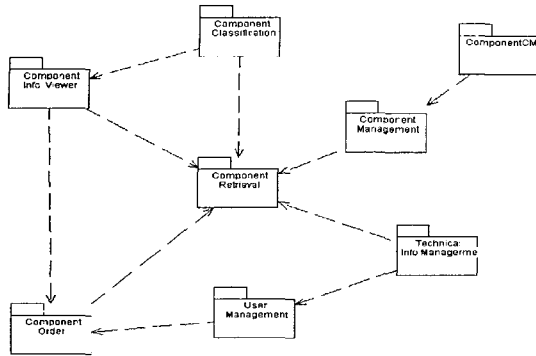 Component
Classification
ComponentCM
Component
Info Viewer
Component
Management
Component
Retrieval
Technical
Info Manageme
User
Management
Component
Order